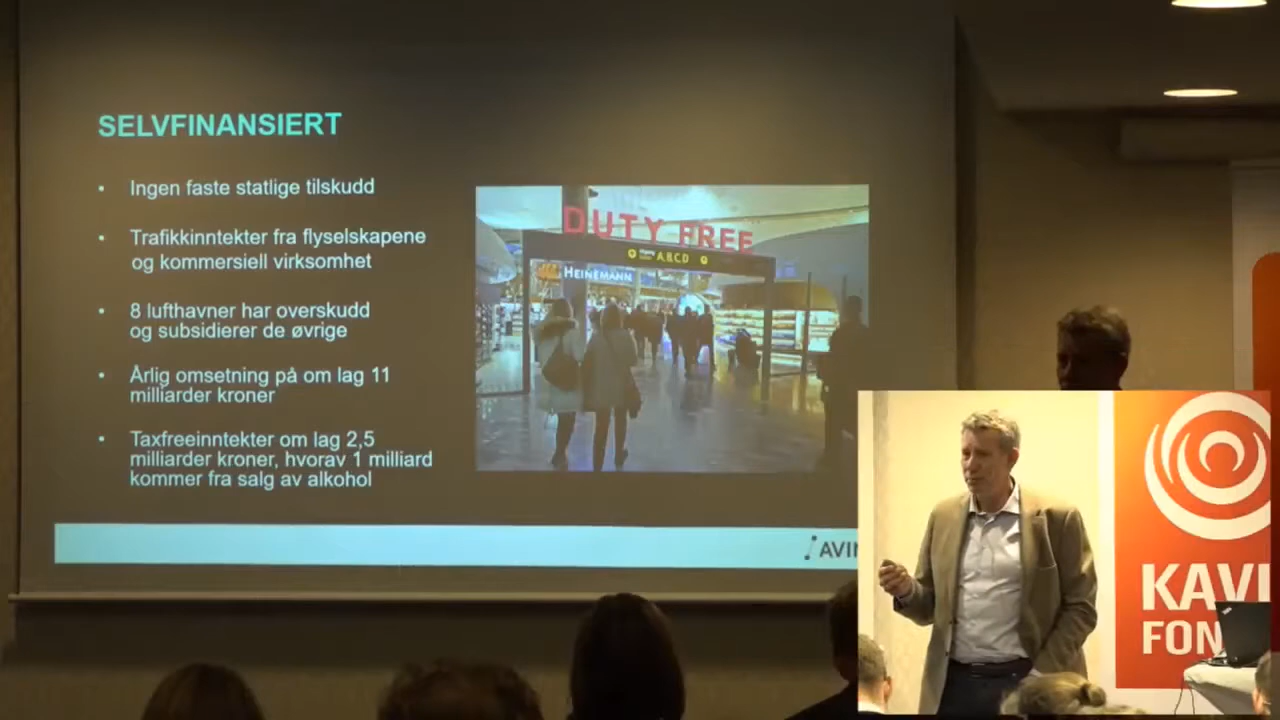 SELVFINANSIERT
• Ingen faste statlige tilskudd
• Trafikkinntekter fra flyselskapene
og kommersiell virksomhet
• 8 lufthavner har overskudd
og subsidierer de øvrige
• Årlig omsetning på om lag 11
milliarder kroner
• Taxfreeinntekter om lag 2,5
milliarder kroner, hvorav 1 milliard
kommer fra salg av alkohol
DUTY FREE
A,B,C,D
HEINEMANN
AVI
KAVL
FON